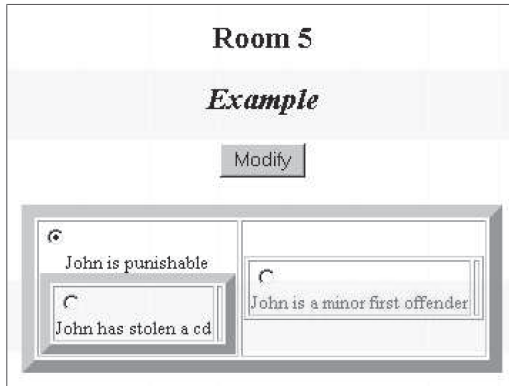 Room 5
Example
Modify
John is punishable
John has stolen a cd
John is a minor first offender